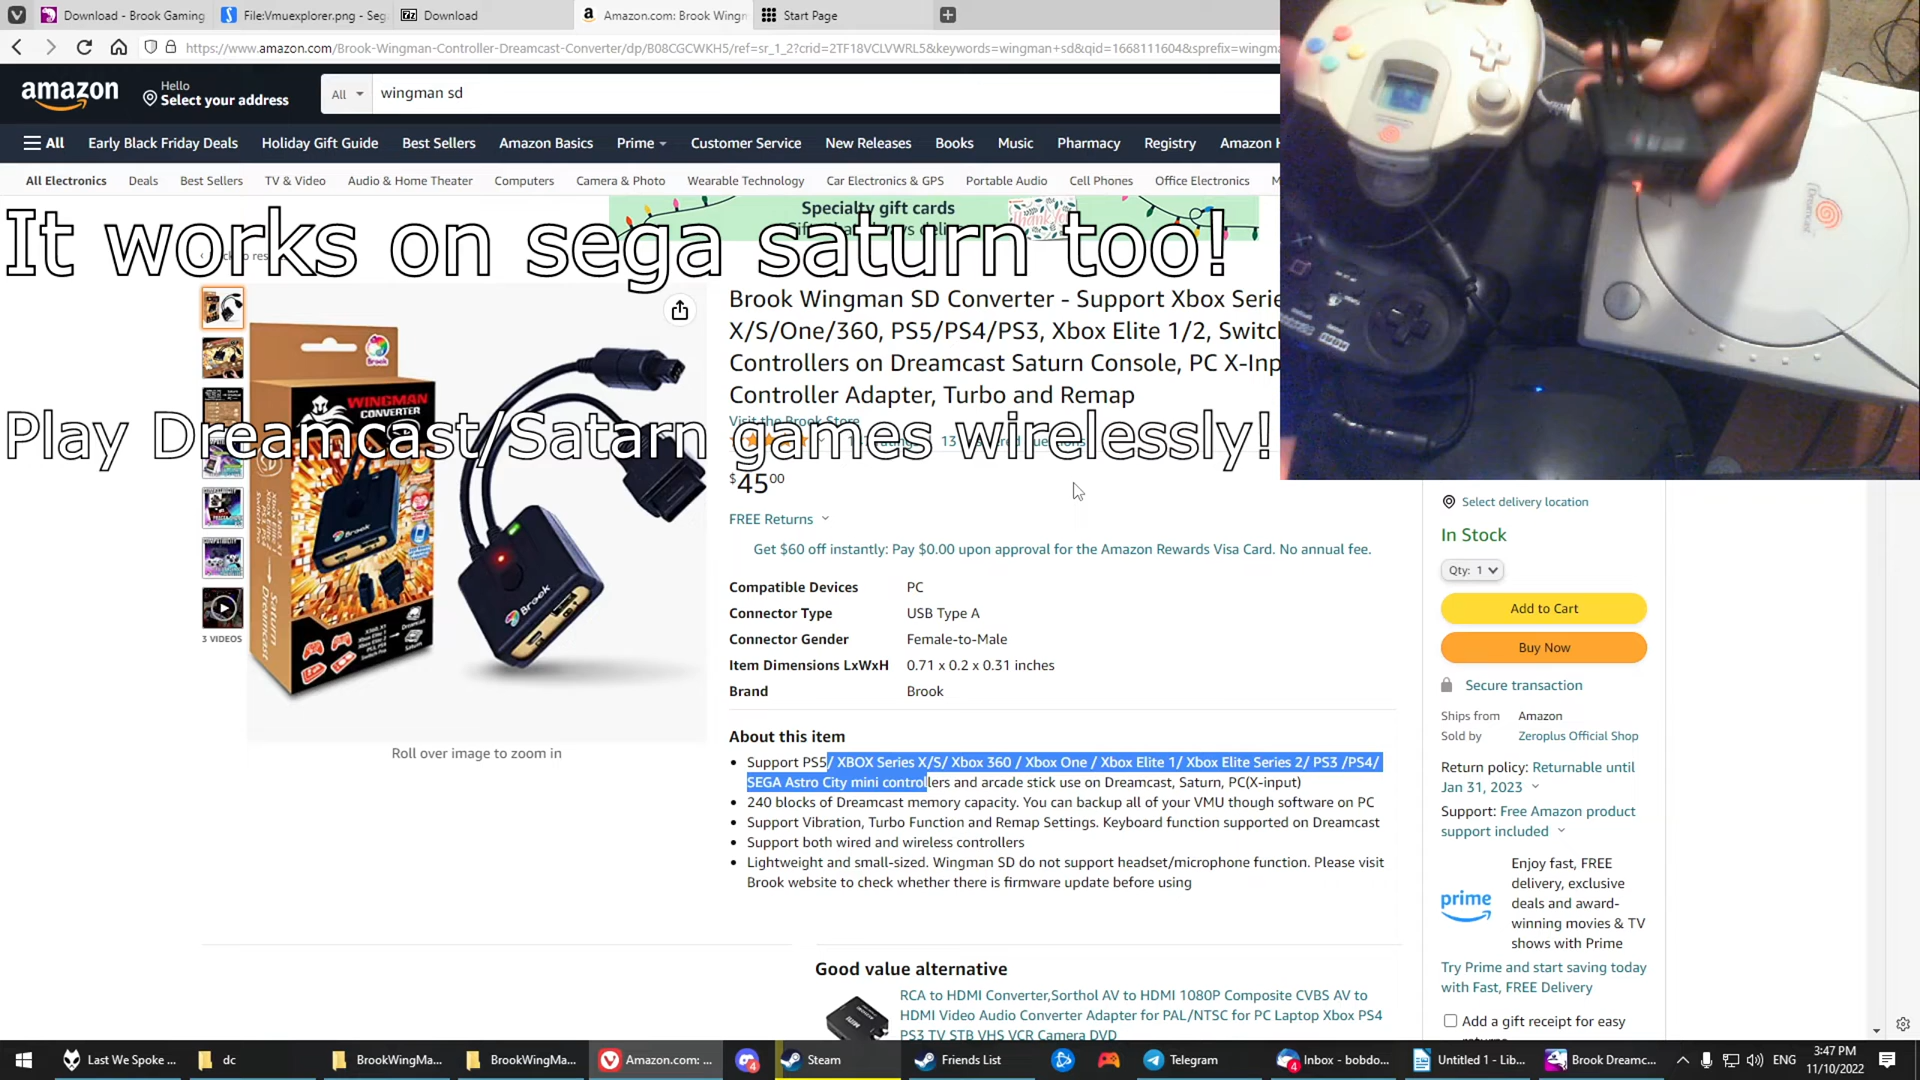 Download - Brook Gaming
File:Vmuexplorer.png - Seg
Download
Amazon.com: Brook Wingm
Start Page
https://www.amazon.com/Brook-Wingman-Controller-Dreamcast-Converter/dp/B08CGCWKH5/ref=sr_1_2?crid=2TF18VCLVWRL5&keywords=wingman+sd&qid=1668111604&sprefix=wingma
amazon
Hello
Select your address
All
wingman sd
All
Early Black Friday Deals
Holiday Gift Guide
Best Sellers
Amazon Basics
Prime
Customer Service
New Releases
Books
Music
Pharmacy
Registry
Amazon H
All Electronics
Deals
Best Sellers
TV & Video
Audio & Home Theater
Computers
Camera & Photo
Wearable Technology
Car Electronics & GPS
Portable Audio
Cell Phones
Office Electronics
M
Specialty gift cards
It works on sega saturn too!
Brook Wingman SD Converter - Support Xbox Serie
X/S/One/360, PS5/PS4/PS3, Xbox Elite 1/2, Switch
Controllers on Dreamcast Saturn Console, PC X-Inp
Controller Adapter, Turbo and Remap
Visit the Brook Store
Play Dreamcast/Satarn games wirelessly!
$45 00
FREE Returns
Get $60 off instantly: Pay $0.00 upon approval for the Amazon Rewards Visa Card. No annual fee.
Compatible Devices PC
Connector Type USB Type A
Connector Gender Female-to-Male
Item Dimensions LxWxH 0.71 x 0.2 x 0.31 inches
Brand Brook
About this item
Support PS5/ XBOX Series X/S/ Xbox 360 / Xbox One / Xbox Elite 1/ Xbox Elite Series 2/ PS3 /PS4/
SEGA Astro City mini controllers and arcade stick use on Dreamcast, Saturn, PC(X-input)
240 blocks of Dreamcast memory capacity. You can backup all of your VMU though software on PC
Support Vibration, Turbo Function and Remap Settings. Keyboard function supported on Dreamcast
Support both wired and wireless controllers
Lightweight and small-sized. Wingman SD do not support headset/microphone function. Please visit
Brook website to check whether there is firmware update before using
WINGMAN
CONVERTER
Brook
Brook
Saturn
Dreamcast
3 VIDEOS
Roll over image to zoom in
Good value alternative
RCA to HDMI Converter,Sorthol AV to HDMI 1080P Composite CVBS AV to
HDMI Video Audio Converter Adapter for PAL/NTSC for PC Laptop Xbox PS4
PS3 TV STB VHS VCR Camera DVD
Select delivery location
In Stock
Qty: 1
Add to Cart
Buy Now
Secure transaction
Ships from Amazon
Sold by Zeroplus Official Shop
Return policy: Returnable until
Jan 31, 2023
Support: Free Amazon product
support included
prime
Enjoy fast, FREE
delivery, exclusive
deals and award-
winning movies & TV
shows with Prime
Try Prime and start saving today
with Fast, FREE Delivery
Add a gift receipt for easy
Last We Spoke ...
dc
BrookWingMa...
BrookWingMa...
Amazon.com: ...
4
Steam
Friends List
Telegram
4
Inbox - bobdo...
Untitled 1 - Lib...
Brook Dreamc...
ENG
3:47 PM
11/10/2022